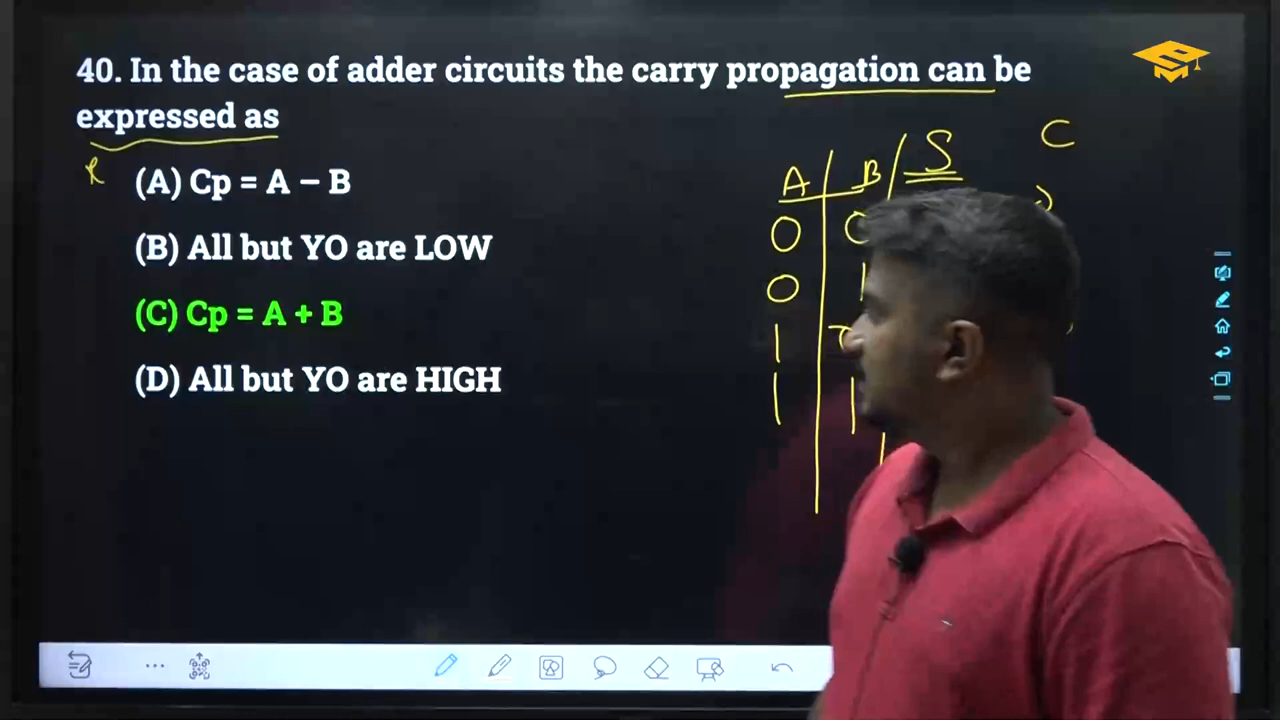 40. In the case of adder circuits the carry propagation can be
expressed as
(A) Cp = A – B
(B) All but YO are LOW
(C) Cp = A + B
(D) All but YO are HIGH
A B S C
0 0
0 1
1
1 1